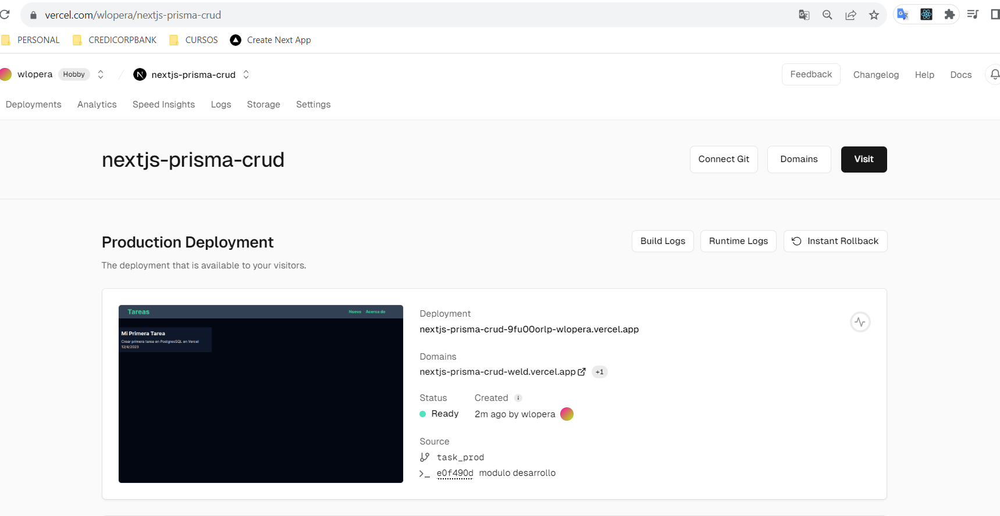 vercel.com/wlopera/nextjs-prisma-crud
PERSONAL CREDICORPBANK CURSOS Create Next App
wlopera Hobby / N nextjs-prisma-crud Feedback Changelog Help Docs
Deployments Analytics Speed Insights Logs Storage Settings
nextjs-prisma-crud Connect Git Domains Visit
Production Deployment Build Logs Runtime Logs Instant Rollback
The deployment that is available to your visitors.
Tareas Nuevo Acerca de
Mi Primera Tarea
Crear primera tarea en PostgresSQL en Vercel
12/4/2023
Deployment
nextjs-prisma-crud-9fu00orlp-wlopera.vercel.app
Domains
nextjs-prisma-crud-weld.vercel.app +1
Status Created i
Ready 2m ago by wlopera
Source
task_prod
e0f490d modulo desarrollo